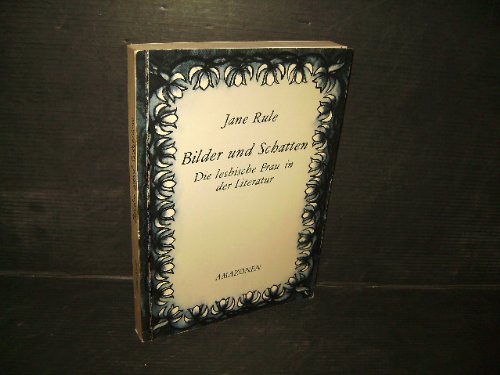 Jane Rule
Bilder und Schatten
Die lesbische Frau in
der Literatur
AMAZONEN